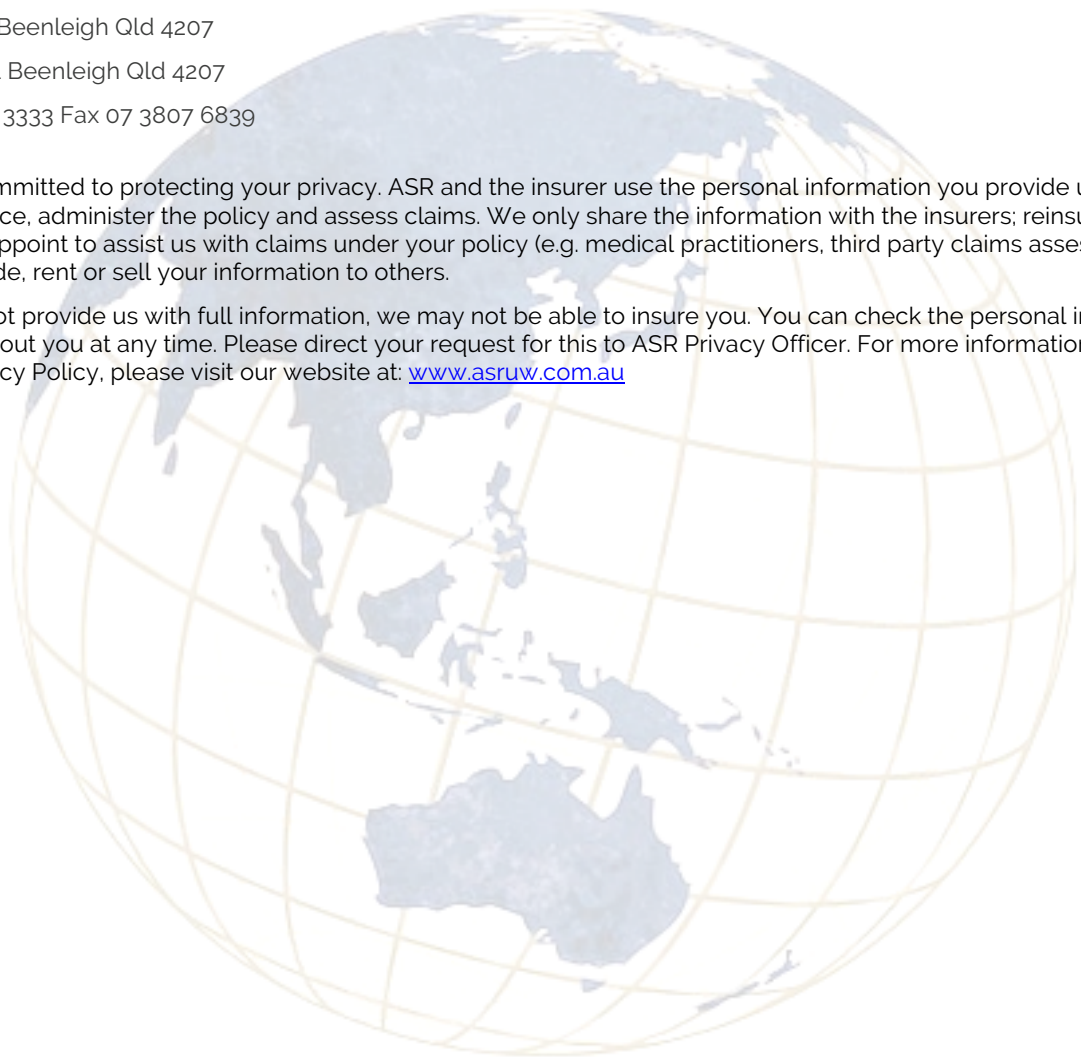 Beenleigh Qld 4207
Beenleigh Qld 4207
3333 Fax 07 3807 6839
mmitted to protecting your privacy. ASR and the insurer use the personal information you provide u
ce, administer the policy and assess claims. We only share the information with the insurers; reinsu
ppoint to assist us with claims under your policy (e.g. medical practitioners, third party claims asses
de, rent or sell your information to others.
ot provide us with full information, we may not be able to insure you. You can check the personal in
out you at any time. Please direct your request for this to ASR Privacy Officer. For more information
cy Policy, please visit our website at: www.asruw.com.au